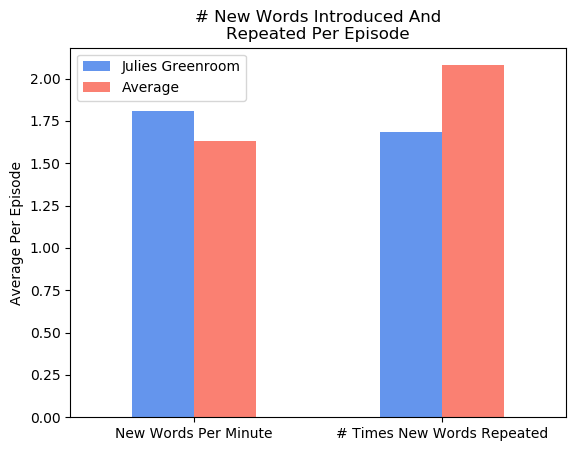 # New Words Introduced And
Repeated Per Episode
Julies Greenroom
Average
Average Per Episode
2.00
1.75
1.50
1.25
1.00
0.75
0.50
0.25
0.00
New Words Per Minute
# Times New Words Repeated